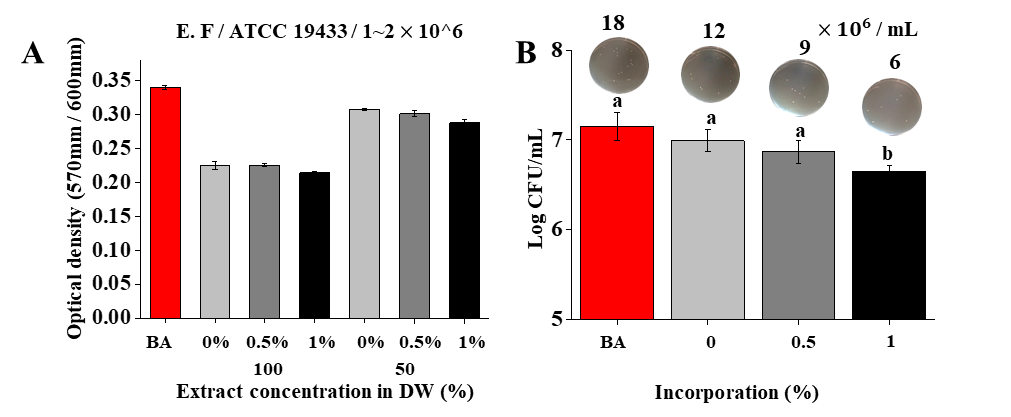 A
E. F / ATCC 19433 / 1~2 × 10^6
Optical density (570mm / 600mm)
0.35
0.30
0.25
0.20
0.15
0.10
0.05
0.00
BA 0% 0.5% 1% 0% 0.5% 1%
100 50
Extract concentration in DW (%)
B
18 12 9 6
× 10⁶ / mL
Log CFU/mL
8
7
6
5
a a a b
BA 0 0.5 1
Incorporation (%)